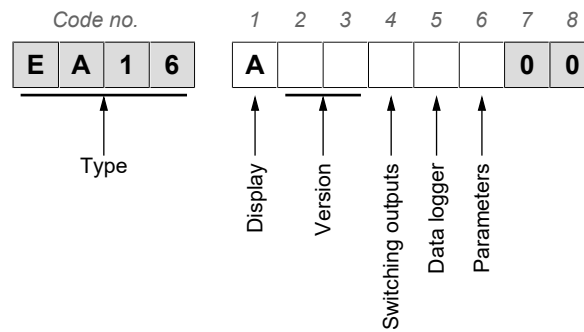 Code no. 1 2 3 4 5 6 7 8
E A 1 6 A 0 0
Type
Display
Version
Switching outputs
Data logger
Parameters